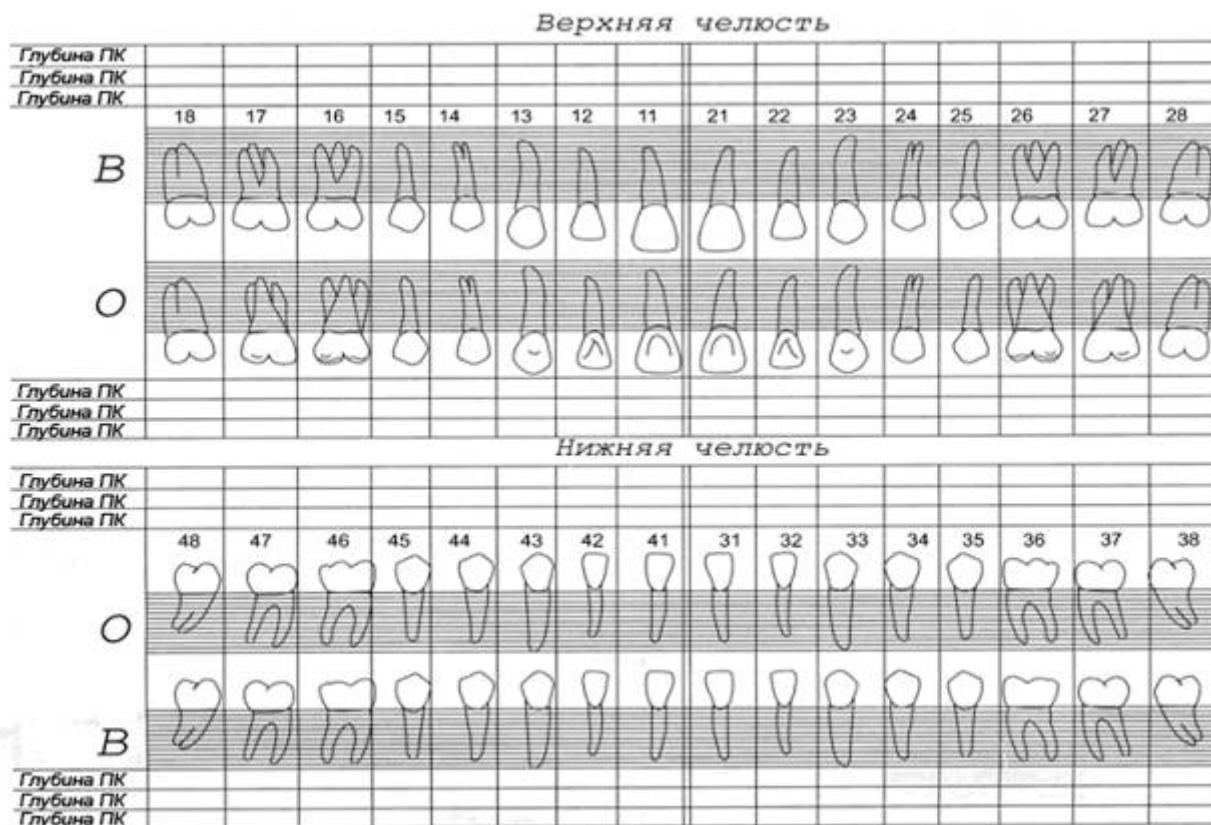 Верхняя челюсть
Глубина ПК
Глубина ПК
Глубина ПК
18 17 16 15 14 13 12 11 21 22 23 24 25 26 27 28
В
О
Глубина ПК
Глубина ПК
Глубина ПК
Нижняя челюсть
Глубина ПК
Глубина ПК
Глубина ПК
48 47 46 45 44 43 42 41 31 32 33 34 35 36 37 38
О
В
Глубина ПК
Глубина ПК
Глубина ПК